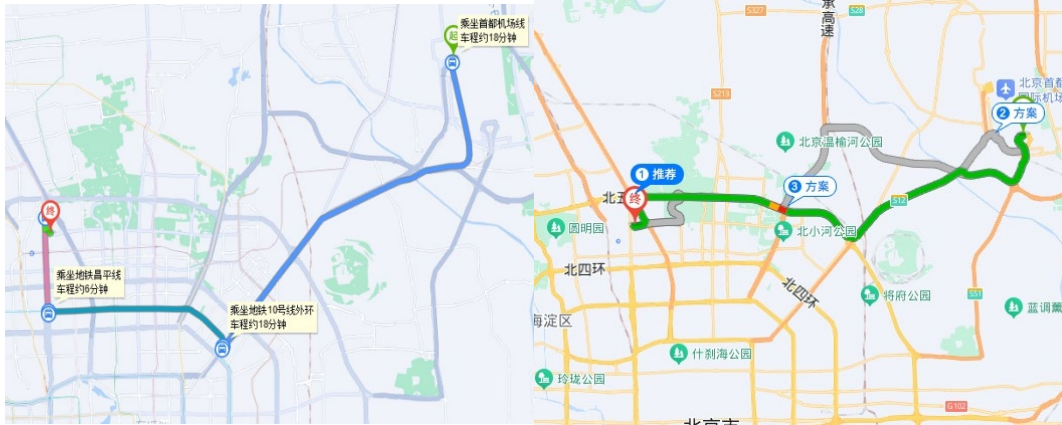 乘坐首都机场线
车程约18分钟
起
终
乘坐地铁昌平线
车程约6分钟
乘坐地铁10号线外环
车程约18分钟
S327
承高速
S28
S213
北京首都
国际机场
2 方案
北京温榆河公园
1 推荐
3 方案
北五
终
S12
圆明园
北小河公园
北四环
北四环
将府公园
S51
蓝调薰
海淀区
什刹海公园
玲珑公园
G102
北京市